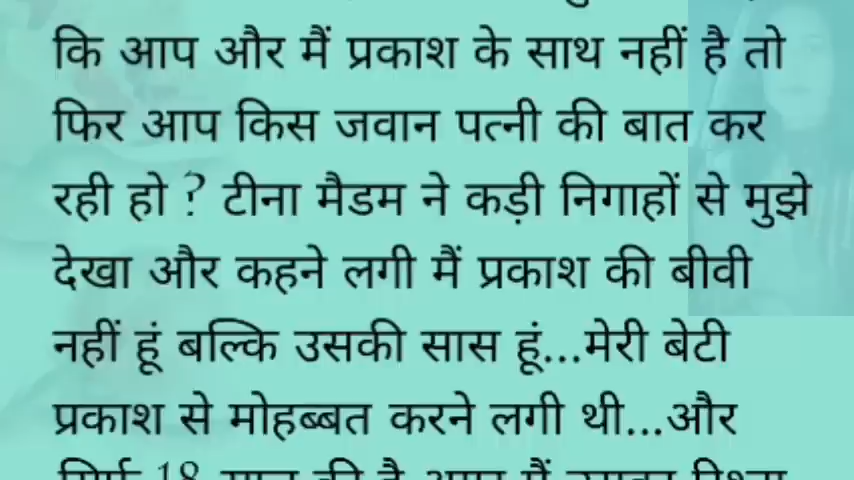 कि आप और मैं प्रकाश के साथ नहीं है तो
फिर आप किस जवान पत्नी की बात कर
रही हो ? टीना मैडम ने कड़ी निगाहों से मुझे
देखा और कहने लगी मैं प्रकाश की बीवी
नहीं हूं बल्कि उसकी सास हूं...मेरी बेटी
प्रकाश से मोहब्बत करने लगी थी...और
18